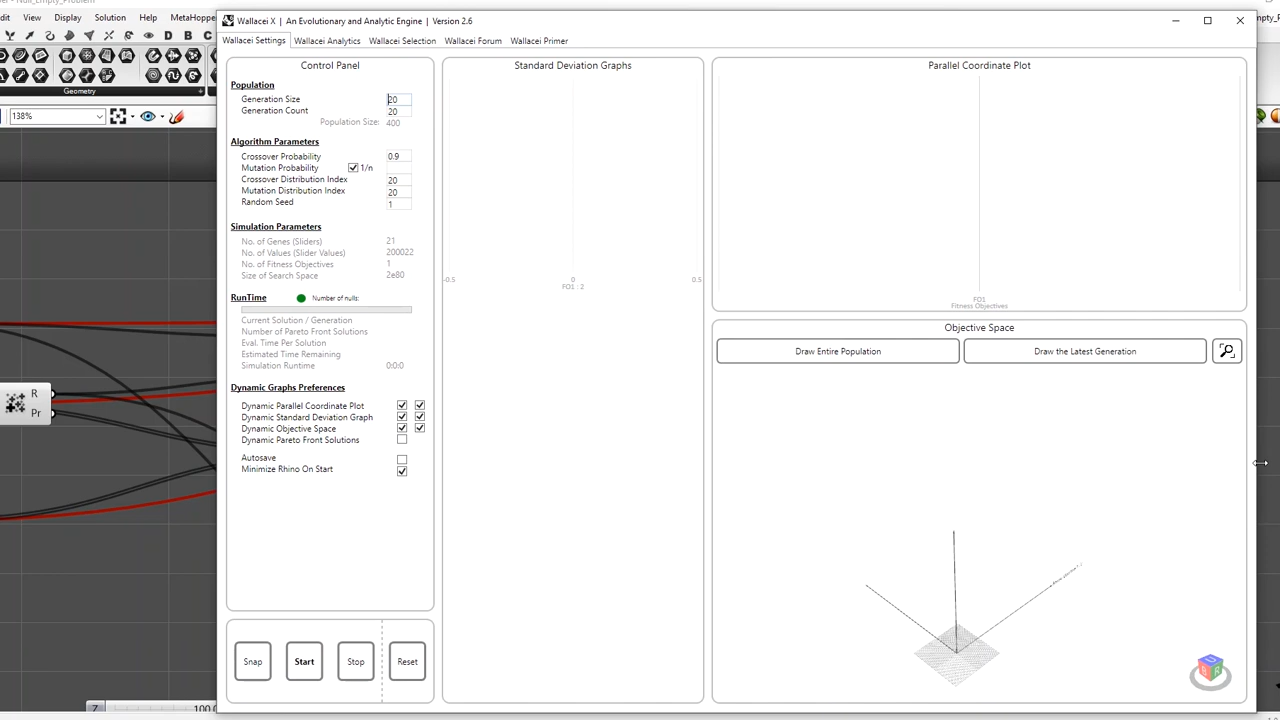 - Null_Empty_Problem
Wallacei X | An Evolutionary and Analytic Engine | Version 2.6
dit View Display Solution Help MetaHoppe
Wallacei Settings Wallacei Analytics Wallacei Selection Wallacei Forum Wallacei Primer
D B C
Geometry
138%
Control Panel
Population
Generation Size 20
Generation Count 20
Population Size: 400
Algorithm Parameters
Crossover Probability 0.9
Mutation Probability 1/n
Crossover Distribution Index 20
Mutation Distribution Index 20
Random Seed 1
Simulation Parameters
No. of Genes (Sliders) 21
No. of Values (Slider Values) 200022
No. of Fitness Objectives 1
Size of Search Space 2e80
RunTime Number of nulls:
Current Solution / Generation
Number of Pareto Front Solutions
Eval. Time Per Solution
Estimated Time Remaining
Simulation Runtime 0:0:0
Dynamic Graphs Preferences
Dynamic Parallel Coordinate Plot
Dynamic Standard Deviation Graph
Dynamic Objective Space
Dynamic Pareto Front Solutions
Autosave
Minimize Rhino On Start
Snap Start Stop Reset
Standard Deviation Graphs
-0.5 0 0.5
FO1 : 2
Parallel Coordinate Plot
FO1
Fitness Objectives
Objective Space
Draw Entire Population Draw the Latest Generation
R
Pr
Z 100.0